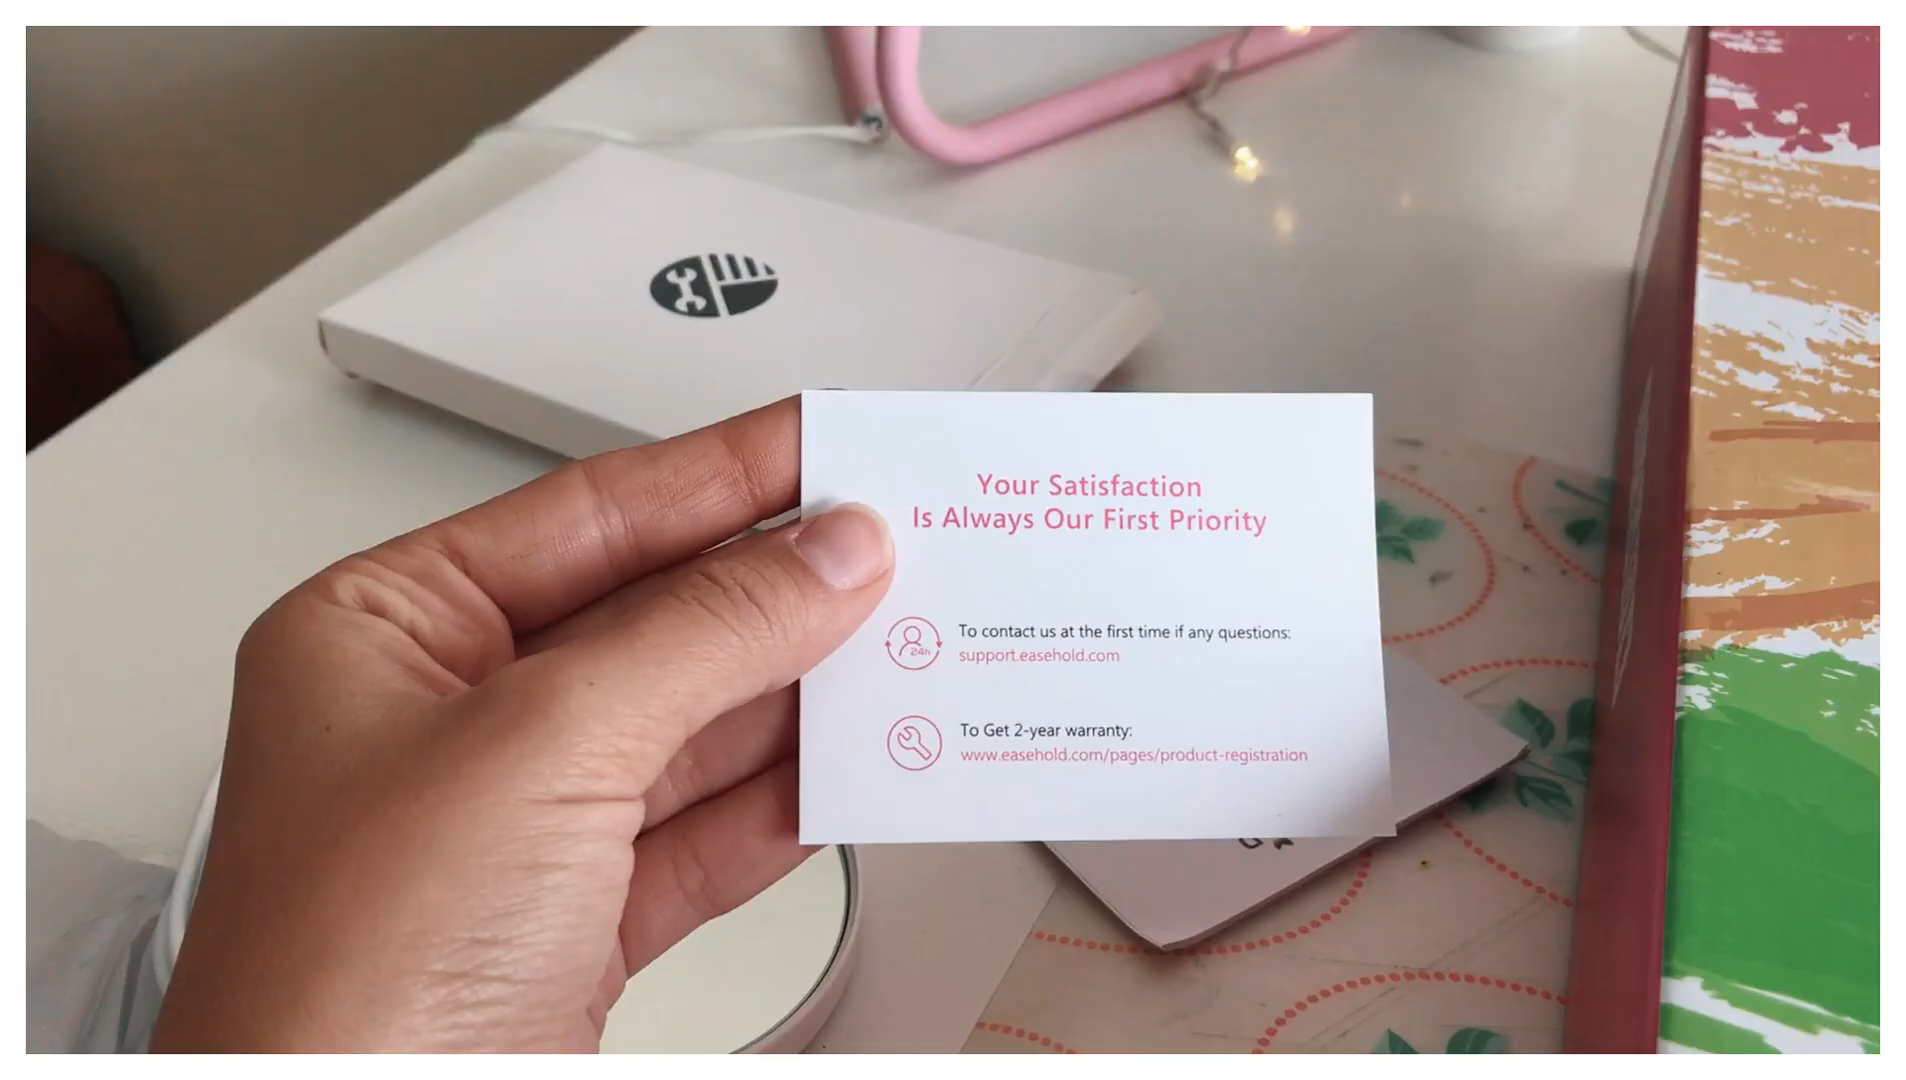 Your Satisfaction
Is Always Our First Priority
24h
To contact us at the first time if any questions:
support.easehold.com
To Get 2-year warranty:
www.easehold.com/pages/product-registration